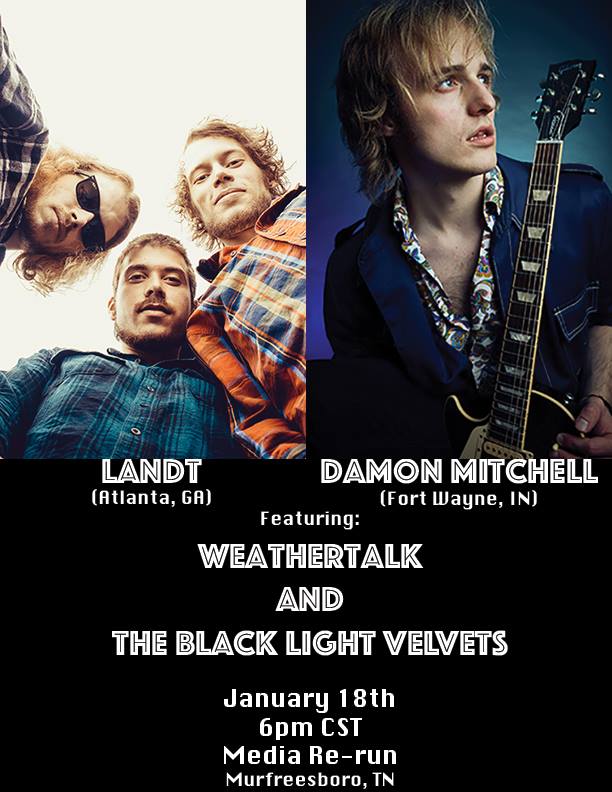 LANDT
(Atlanta, GA)
DAMON MITCHELL
(Fort Wayne, IN)
Featuring:
WEATHERTALK
AND
THE BLACK LIGHT VELVETS
January 18th
6pm CST
Media Re-run
Murfreesboro, TN